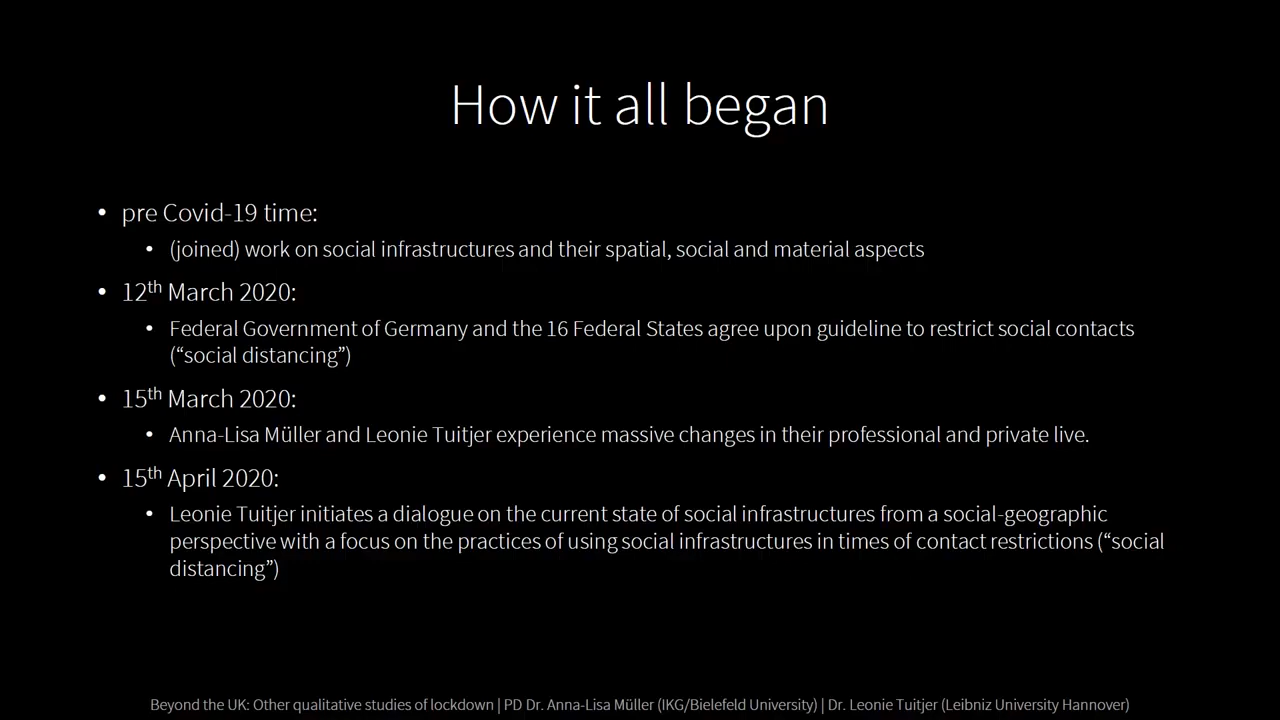 How it all began
• pre Covid-19 time:
• (joined) work on social infrastructures and their spatial, social and material aspects
• 12th March 2020:
• Federal Government of Germany and the 16 Federal States agree upon guideline to restrict social contacts
(“social distancing”)
• 15th March 2020:
• Anna-Lisa Müller and Leonie Tuitjer experience massive changes in their professional and private live.
• 15th April 2020:
• Leonie Tuitjer initiates a dialogue on the current state of social infrastructures from a social-geographic
perspective with a focus on the practices of using social infrastructures in times of contact restrictions (“social
distancing”)
Beyond the UK: Other qualitative studies of lockdown | PD Dr. Anna-Lisa Müller (IKG/Bielefeld University) | Dr. Leonie Tuitjer (Leibniz University Hannover)